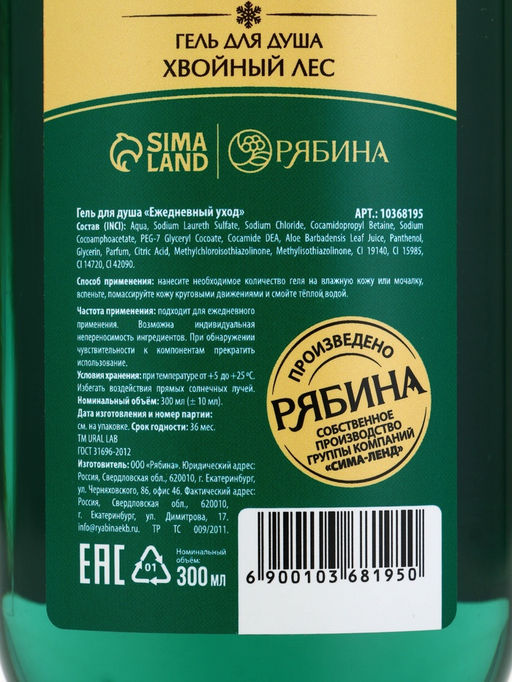 ГЕЛЬ ДЛЯ ДУША
ХВОЙНЫЙ ЛЕС
SIMA LAND РЯБИНА
Гель для душа «Ежедневный уход» АРТ.: 10368195
Состав (INCI): Aqua, Sodium Laureth Sulfate, Sodium Chloride, Cocamidopropyl Betaine, Sodium
Cocoamphoacetate, PEG-7 Glyceryl Cocoate, Cocamide DEA, Aloe Barbadensis Leaf Juice, Panthenol,
Glycerin, Parfum, Citric Acid, Methylchloroisothiazolinone, Methylisothiazolinone, CI 19140, CI 15985,
CI 14720, CI 42090.
Способ применения: нанесите необходимое количество геля на влажную кожу или мочалку,
вспеньте, помассируйте кожу круговыми движениями и смойте тёплой водой.
Частота применения: подходит для ежедневного
применения. Возможна индивидуальная
непереносимость ингредиентов. При обнаружении
чувствительности к компонентам прекратить
использование.
Условия хранения: при температуре от +5 до +25 °C.
Избегать воздействия прямых солнечных лучей.
Номинальный объём: 300 мл (± 10 мл).
Дата изготовления и номер партии:
см. на упаковке. Срок годности: 36 мес.
TM URAL LAB
ГОСТ 31696-2012
Изготовитель: ООО «Рябина». Юридический адрес:
Россия, Свердловская обл., 620010, г. Екатеринбург,
ул. Черняховского, 86, офис 46. Фактический адрес:
Россия, Свердловская обл., 620010,
г. Екатеринбург, ул. Димитрова, 17.
info@ryabinaekb.ru ТР ТС 009/2011.
ПРОИЗВЕДЕНО
РЯБИНА
СОБСТВЕННОЕ
ПРОИЗВОДСТВО
ГРУППЫ КОМПАНИЙ
«СИМА-ЛЕНД»
EAC
01
Номинальный
объём:
300 мл
6 900103 681950